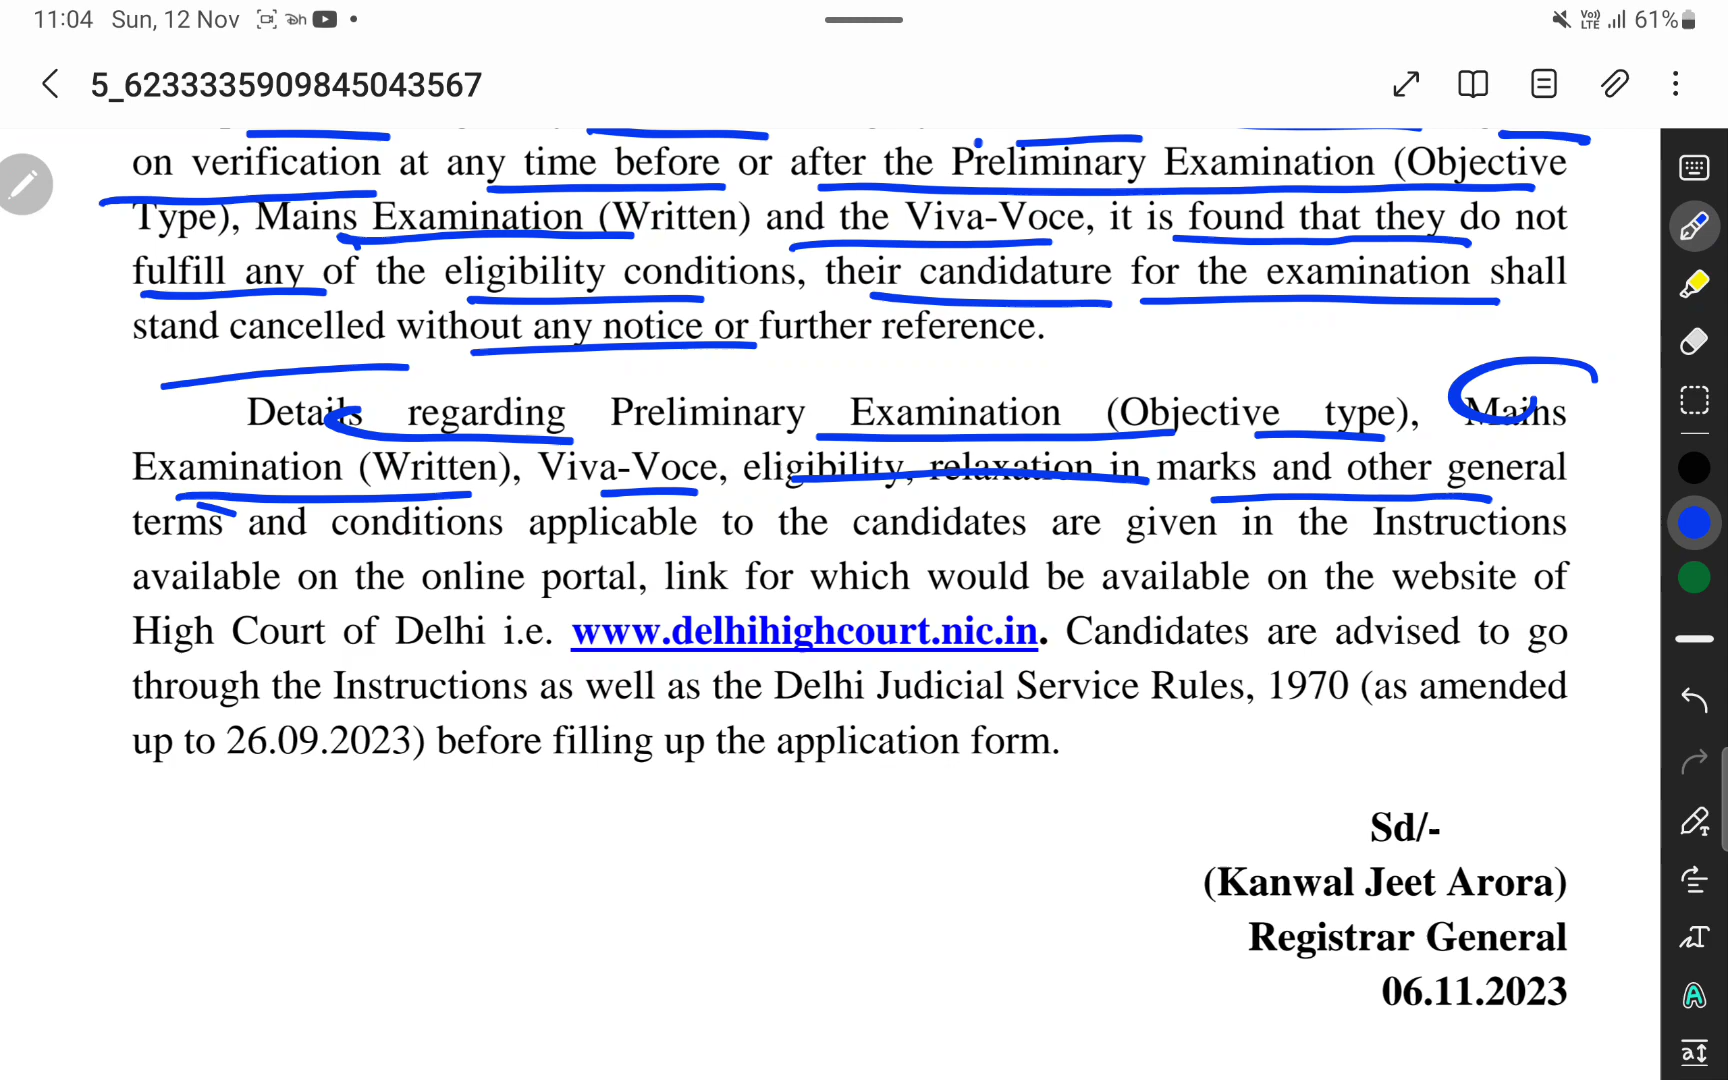 11:04 Sun, 12 Nov
Vo)) LTE 61%
5_6233335909845043567
on verification at any time before or after the Preliminary Examination (Objective
Type), Mains Examination (Written) and the Viva-Voce, it is found that they do not
fulfill any of the eligibility conditions, their candidature for the examination shall
stand cancelled without any notice or further reference.
Details regarding Preliminary Examination (Objective type), Mains
Examination (Written), Viva-Voce, eligibility, relaxation in marks and other general
terms and conditions applicable to the candidates are given in the Instructions
available on the online portal, link for which would be available on the website of
High Court of Delhi i.e. www.delhihighcourt.nic.in. Candidates are advised to go
through the Instructions as well as the Delhi Judicial Service Rules, 1970 (as amended
up to 26.09.2023) before filling up the application form.
Sd/-
(Kanwal Jeet Arora)
Registrar General
06.11.2023